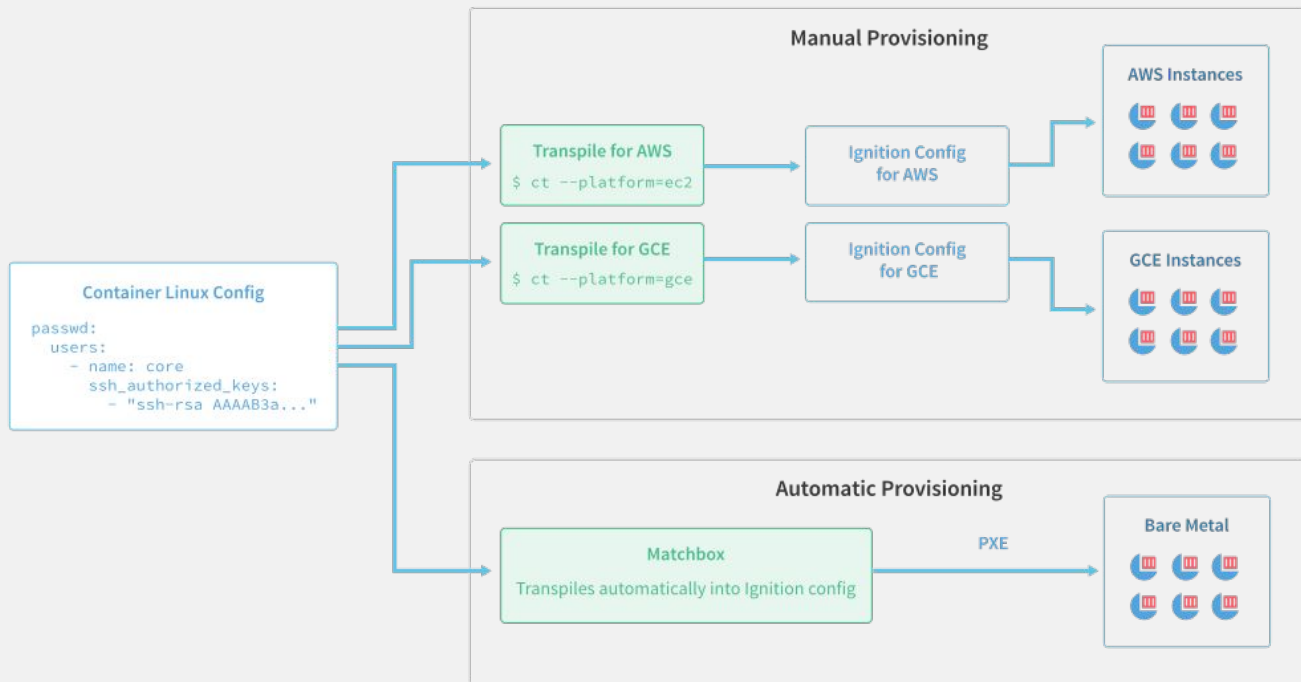 Manual Provisioning
AWS Instances
Transpile for AWS
$ ct --platform=ec2
Ignition Config
for AWS
Transpile for GCE
$ ct --platform=gce
Ignition Config
for GCE
GCE Instances
Container Linux Config
passwd:
  users:
    - name: core
      ssh_authorized_keys:
        - "ssh-rsa AAAAB3a..."
Automatic Provisioning
Matchbox
Transpiles automatically into Ignition config
PXE
Bare Metal